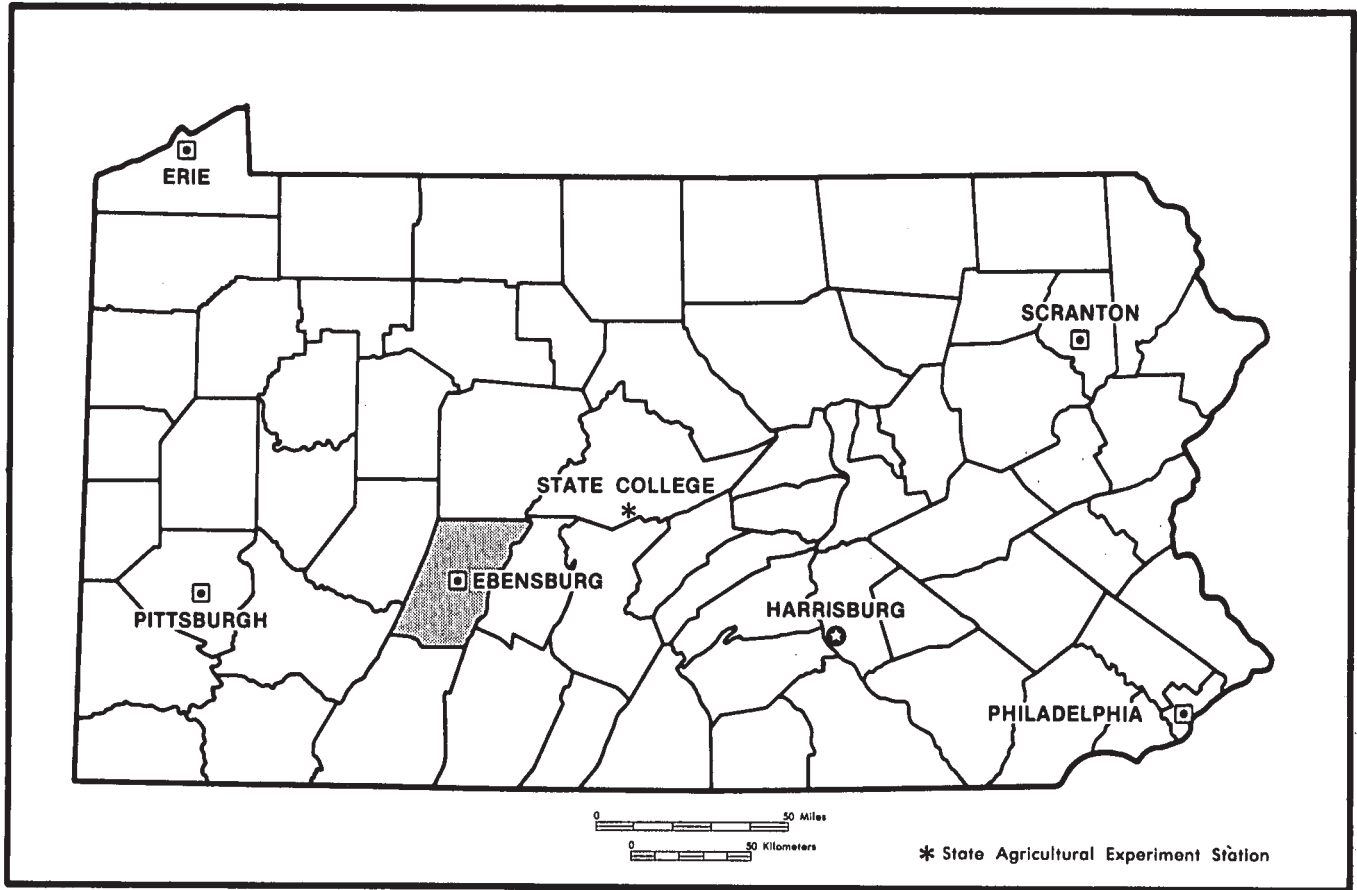 ERIE
SCRANTON
STATE COLLEGE
*
EBENSBURG
PITTSBURGH
HARRISBURG
PHILADELPHIA
0 50 Miles
0 50 Kilometers
* State Agricultural Experiment Station